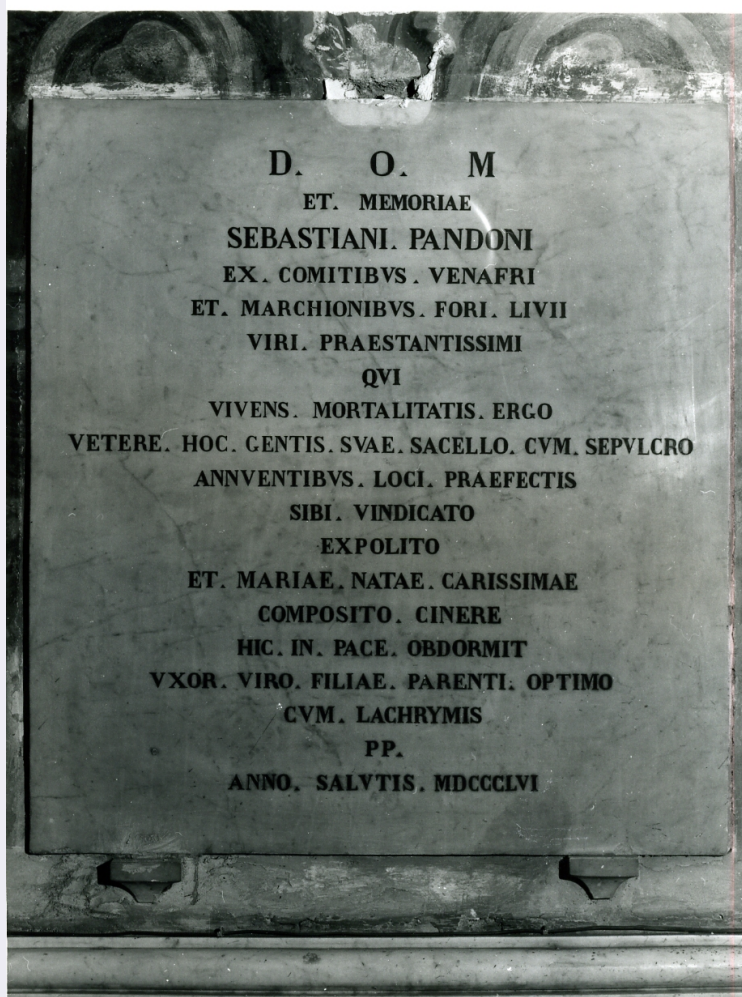 D. O. M
ET. MEMORIAE
SEBASTIANI. PANDONI
EX. COMITIBVS. VENAFRI
ET. MARCHIONIBVS. FORI. LIVII
VIRI. PRAESTANTISSIMI
QVI
VIVENS. MORTALITATIS. ERGO
VETERE. HOC. GENTIS. SVAE. SACELLO. CVM. SEPVLCRO
ANNVENTIBVS. LOCI. PRAEFECTIS
SIBI. VINDICATO
EXPOLITO
ET. MARIAE. NATAE. CARISSIMAE
COMPOSITO. CINERE
HIC. IN. PACE. OBDORMIT
VXOR. VIRO. FILIAE. PARENTI. OPTIMO
CVM. LACHRYMIS
PP.
ANNO. SALVTIS. MDCCCLVI